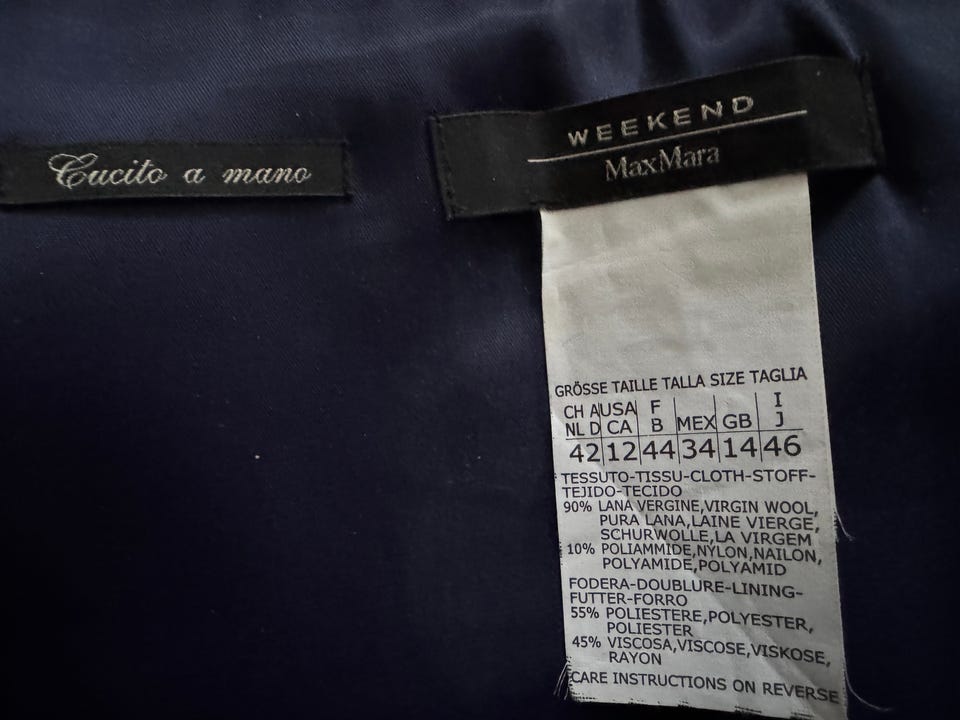 Cucito a mano
WEEKEND
MaxMara
GRÖSSE TAILLE TALLA SIZE TAGLIA
CH A USA F I
NL D CA B MEX GB J
42 12 44 34 14 46
TESSUTO-TISSU-CLOTH-STOFF-
TEJIDO-TECIDO
90% LANA VERGINE,VIRGIN WOOL,
PURA LANA,LAINE VIERGE,
SCHURWOLLE,LA VIRGEM
10% POLIAMMIDE,NYLON,NAILON,
POLYAMIDE,POLYAMID
FODERA-DOUBLURE-LINING-
FUTTER-FORRO
55% POLIESTERE,POLYESTER,
POLIESTER
45% VISCOSA,VISCOSE,VISKOSE,
RAYON
CARE INSTRUCTIONS ON REVERSE